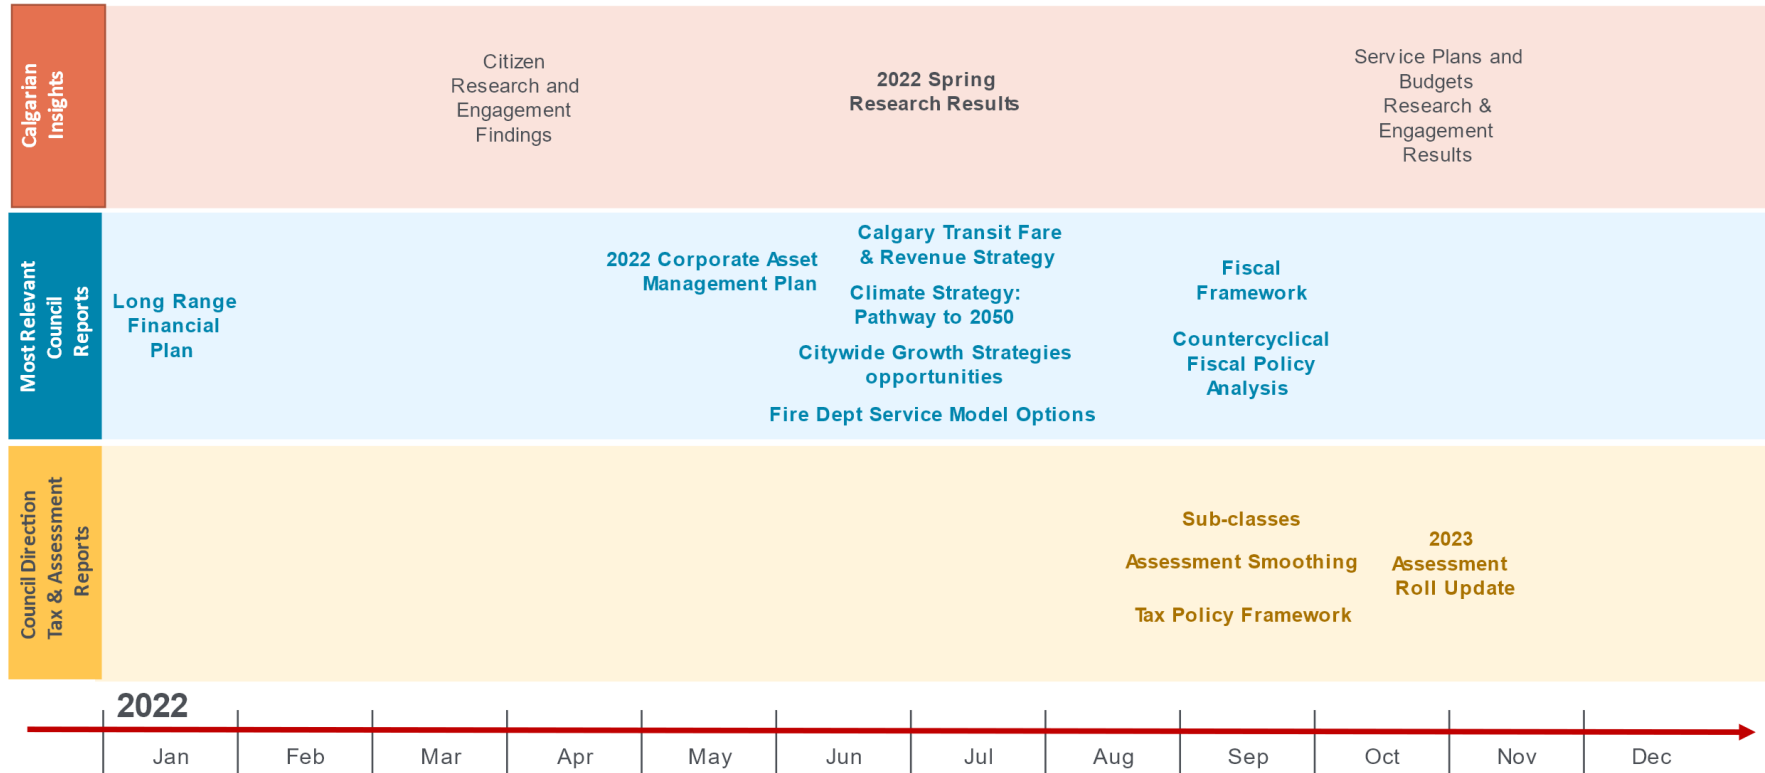 Calgarian
Insights
Citizen
Research and
Engagement
Findings
2022 Spring
Research Results
Service Plans and
Budgets
Research &
Engagement
Results
Most Relevant
Council
Reports
Long Range
Financial
Plan
2022 Corporate Asset
Management Plan
Calgary Transit Fare
& Revenue Strategy
Climate Strategy:
Pathway to 2050
Citywide Growth Strategies
opportunities
Fire Dept Service Model Options
Fiscal
Framework
Countercyclical
Fiscal Policy
Analysis
Council Direction
Tax & Assessment
Reports
Sub-classes
Assessment Smoothing
Tax Policy Framework
2023
Assessment
Roll Update
2022
Jan Feb Mar Apr May Jun Jul Aug Sep Oct Nov Dec